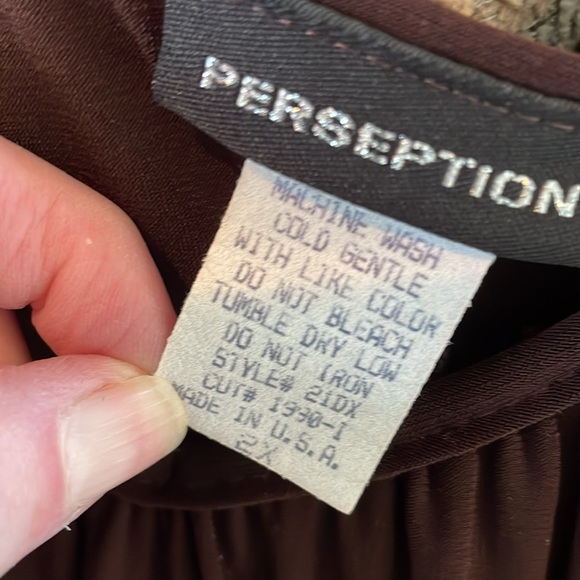 PERSEPTION
MACHINE WASH
COLD GENTLE
WITH LIKE COLOR
DO NOT BLEACH
TUMBLE DRY LOW
DO NOT IRON
STYLE# 21DX
CUT# 1990-1
MADE IN U.S.A.
2X